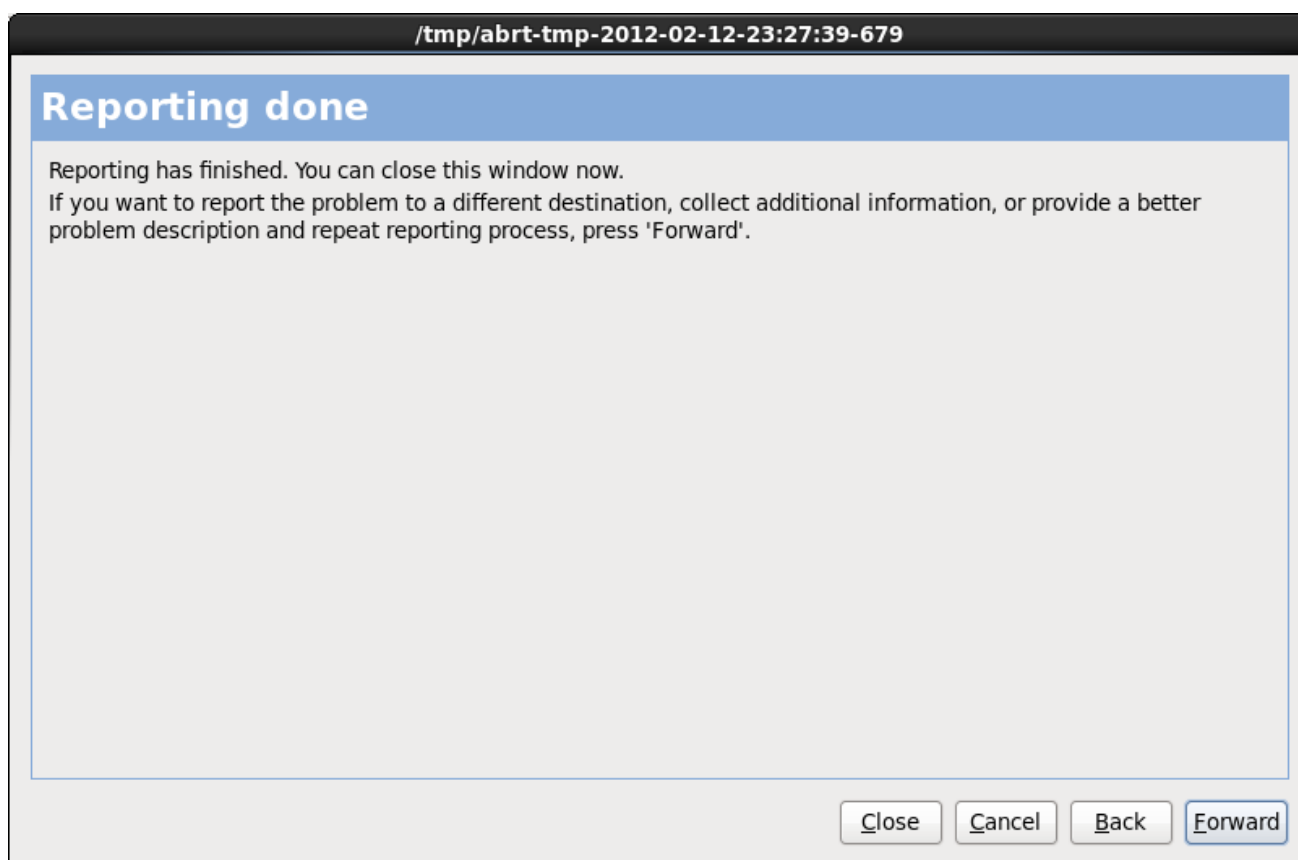 /tmp/abrt-tmp-2012-02-12-23:27:39-679
Reporting done
Reporting has finished. You can close this window now.
If you want to report the problem to a different destination, collect additional information, or provide a better
problem description and repeat reporting process, press 'Forward'.
Close Cancel Back Forward